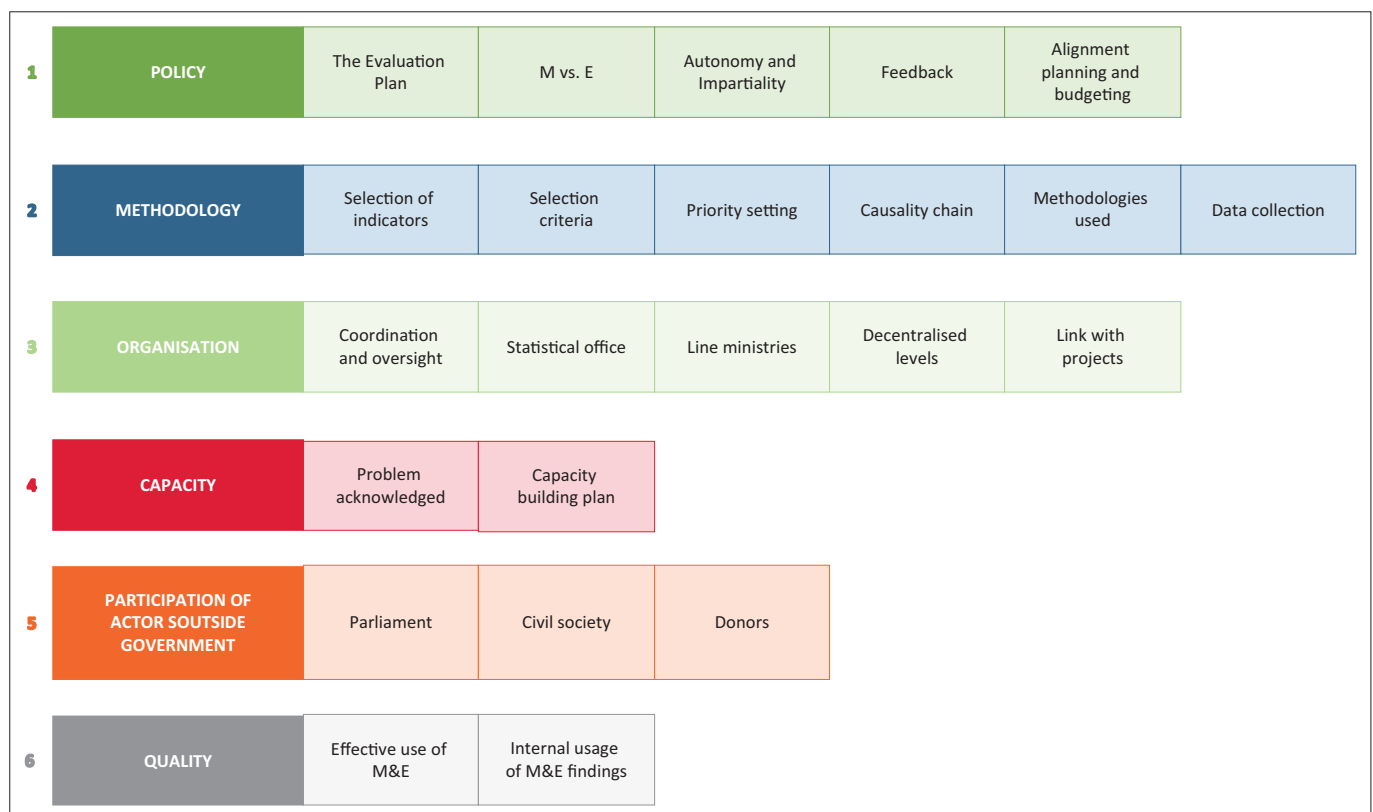 1
POLICY
The Evaluation
Plan
M vs. E
Autonomy and
Impartiality
Feedback
Alignment
planning and
budgeting
2
METHODOLOGY
Selection of
indicators
Selection
criteria
Priority setting
Causality chain
Methodologies
used
Data collection
3
ORGANISATION
Coordination
and oversight
Statistical office
Line ministries
Decentralised
levels
Link with
projects
4
CAPACITY
Problem
acknowledged
Capacity
building plan
5
PARTICIPATION OF
ACTOR SOUTSIDE
GOVERNMENT
Parliament
Civil society
Donors
6
QUALITY
Effective use of
M&E
Internal usage
of M&E findings